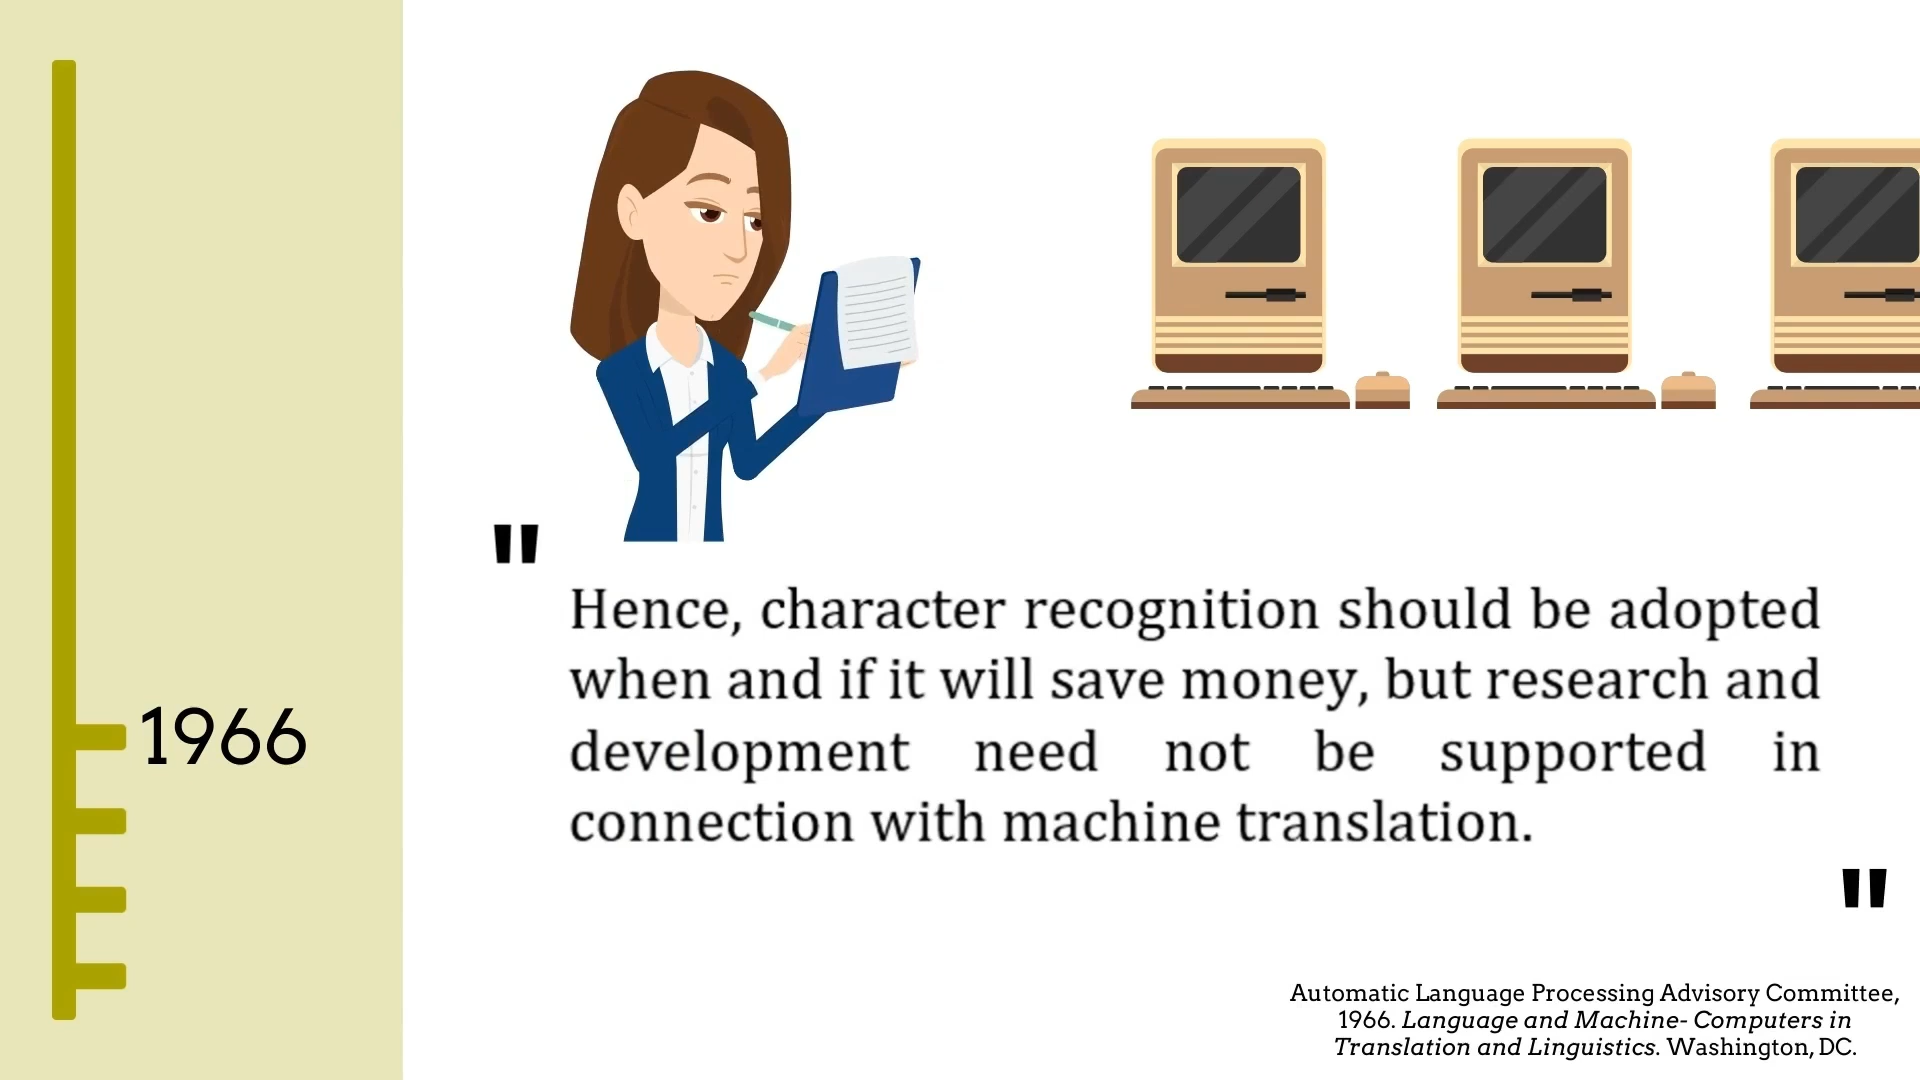 1966
"
Hence, character recognition should be adopted
when and if it will save money, but research and
development need not be supported in
connection with machine translation.
"
Automatic Language Processing Advisory Committee,
1966. Language and Machine- Computers in
Translation and Linguistics. Washington, DC.